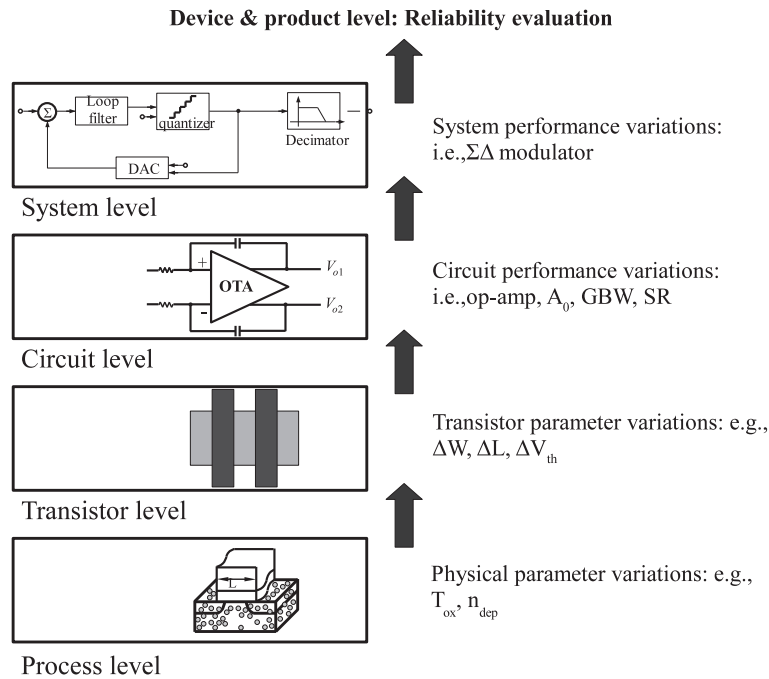 Device & product level: Reliability evaluation
Σ
Loop
filter
quantizer
Decimator
DAC
System level
System performance variations:
i.e.,ΣΔ modulator
+
OTA
-
Vo1
Vo2
Circuit level
Circuit performance variations:
i.e.,op-amp, A0, GBW, SR
Transistor level
Transistor parameter variations: e.g.,
ΔW, ΔL, ΔVth
L
Process level
Physical parameter variations: e.g.,
Tox, ndep